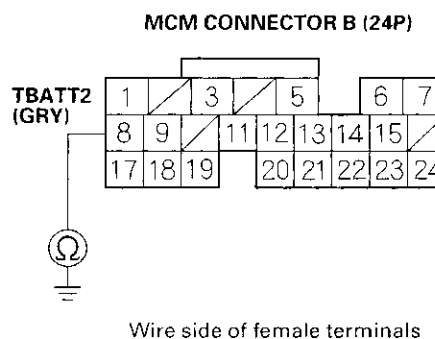 MCM CONNECTOR B (24P)
TBATT2
(GRY)
1 3 5 6 7
8 9 11 12 13 14 15
17 18 19 20 21 22 23 24
Ω
Wire side of female terminals